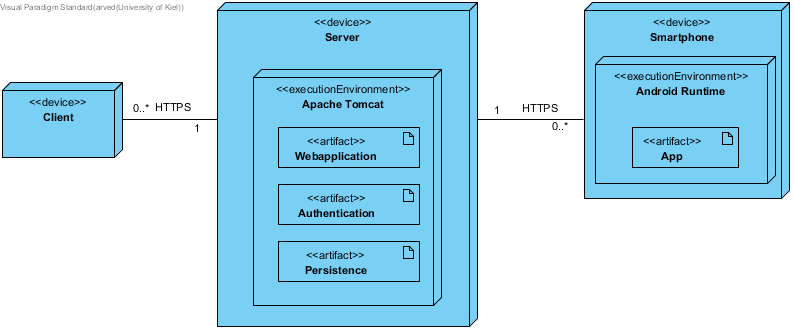 Visual Paradigm Standard(arved(University of Kiel))
<<device>>
Client
0..*
HTTPS
1
<<device>>
Server
<<executionEnvironment>>
Apache Tomcat
<<artifact>>
Webapplication
<<artifact>>
Authentication
<<artifact>>
Persistence
1
HTTPS
0..*
<<device>>
Smartphone
<<executionEnvironment>>
Android Runtime
<<artifact>>
App